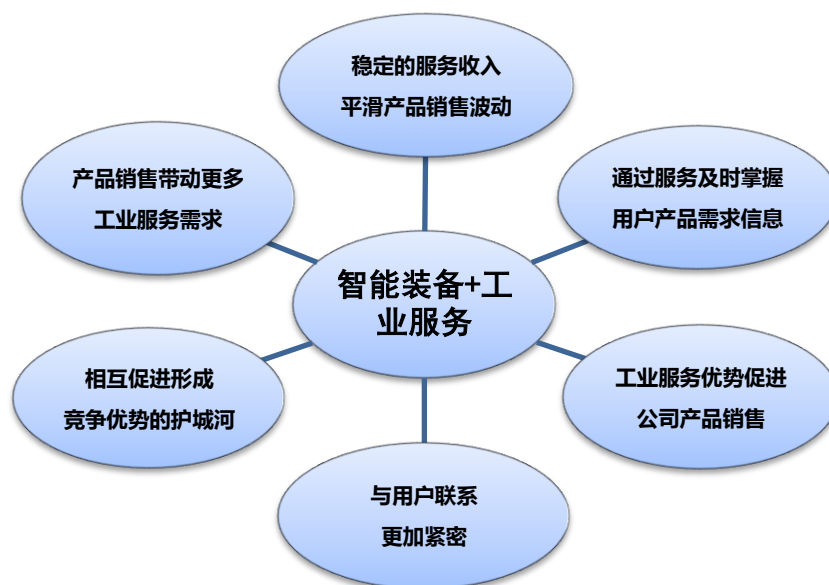 稳定的服务收入
平滑产品销售波动
产品销售带动更多
工业服务需求
通过服务及时掌握
用户产品需求信息
智能装备+工
业服务
相互促进形成
竞争优势的护城河
工业服务优势促进
公司产品销售
与用户联系
更加紧密